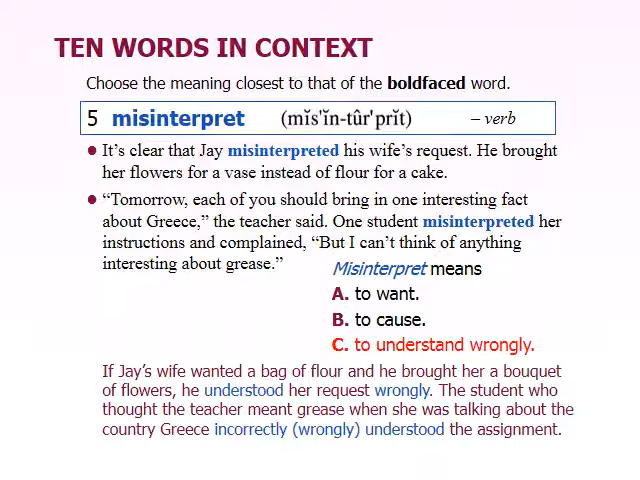 TEN WORDS IN CONTEXT
Choose the meaning closest to that of the boldfaced word.
5 misinterpret (mĭs'ĭn-tûr'prĭt) – verb
● It's clear that Jay misinterpreted his wife's request. He brought
her flowers for a vase instead of flour for a cake.
● “Tomorrow, each of you should bring in one interesting fact
about Greece,” the teacher said. One student misinterpreted her
instructions and complained, “But I can't think of anything
interesting about grease.”
Misinterpret means
A. to want.
B. to cause.
C. to understand wrongly.
If Jay's wife wanted a bag of flour and he brought her a bouquet
of flowers, he understood her request wrongly. The student who
thought the teacher meant grease when she was talking about the
country Greece incorrectly (wrongly) understood the assignment.